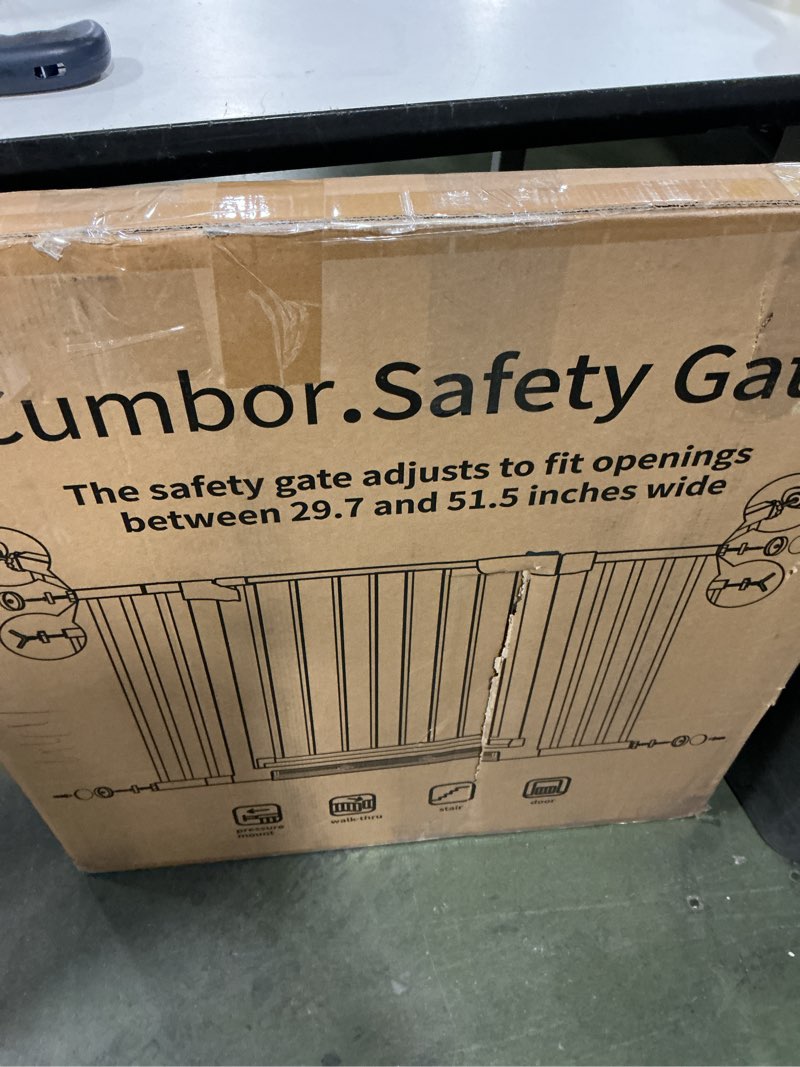 Cumbor.Safety Gat
The safety gate adjusts to fit openings
between 29.7 and 51.5 inches wide
pressure
mount
walk-thru
stair
door